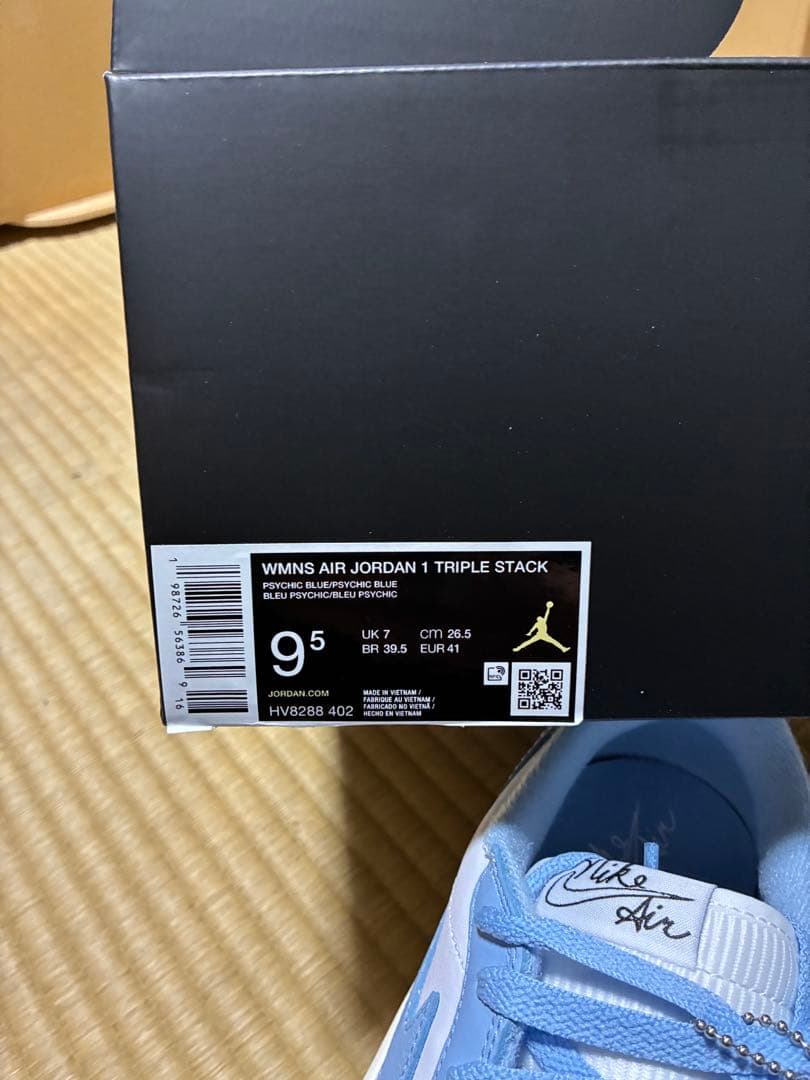 WMNS AIR JORDAN 1 TRIPLE STACK
PSYCHIC BLUE/PSYCHIC BLUE
BLEU PSYCHIC/BLEU PSYCHIC
9⁵
UK 7 cm 26.5
BR 39.5 EUR 41
JORDAN.COM
HV8288 402
MADE IN VIETNAM /
FABRIQUÉ AU VIETNAM /
FABRICADO NO VIETNÃ /
HECHO EN VIETNAM
1 98726 56386 9 16
Nike
Air